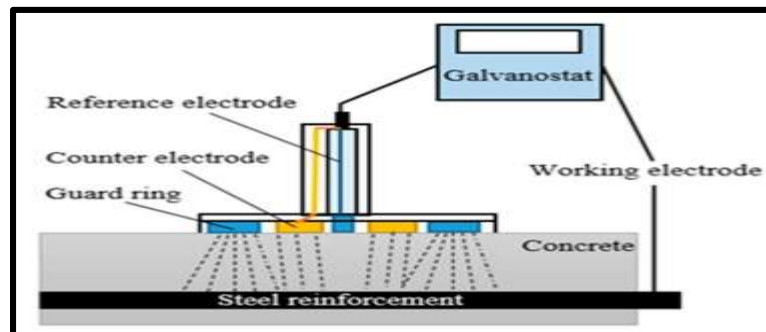 Galvanostat
Reference electrode
Counter electrode
Guard ring
Working electrode
Concrete
Steel reinforcement